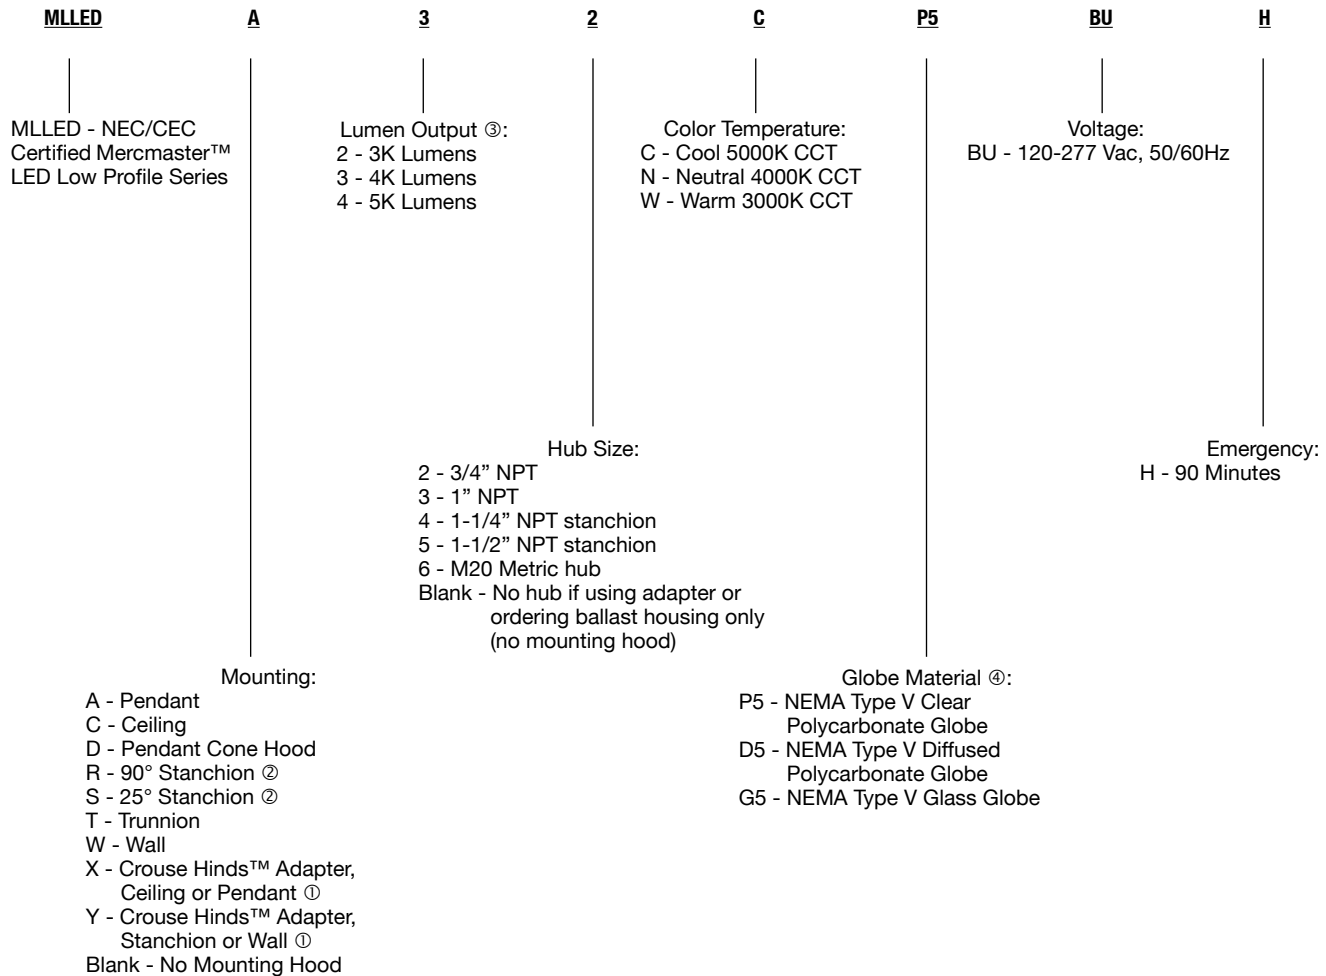 MLLED A 3 2 C P5 BU H
MLLED - NEC/CEC
Certified Mercmaster™
LED Low Profile Series
Lumen Output ③:
2 - 3K Lumens
3 - 4K Lumens
4 - 5K Lumens
Color Temperature:
C - Cool 5000K CCT
N - Neutral 4000K CCT
W - Warm 3000K CCT
Voltage:
BU - 120-277 Vac, 50/60Hz
Hub Size:
2 - 3/4” NPT
3 - 1” NPT
4 - 1-1/4” NPT stanchion
5 - 1-1/2” NPT stanchion
6 - M20 Metric hub
Blank - No hub if using adapter or
ordering ballast housing only
(no mounting hood)
Emergency:
H - 90 Minutes
Mounting:
A - Pendant
C - Ceiling
D - Pendant Cone Hood
R - 90° Stanchion ②
S - 25° Stanchion ②
T - Trunnion
W - Wall
X - Crouse Hinds™ Adapter,
Ceiling or Pendant ①
Y - Crouse Hinds™ Adapter,
Stanchion or Wall ①
Blank - No Mounting Hood
Globe Material ④:
P5 - NEMA Type V Clear
Polycarbonate Globe
D5 - NEMA Type V Diffused
Polycarbonate Globe
G5 - NEMA Type V Glass Globe